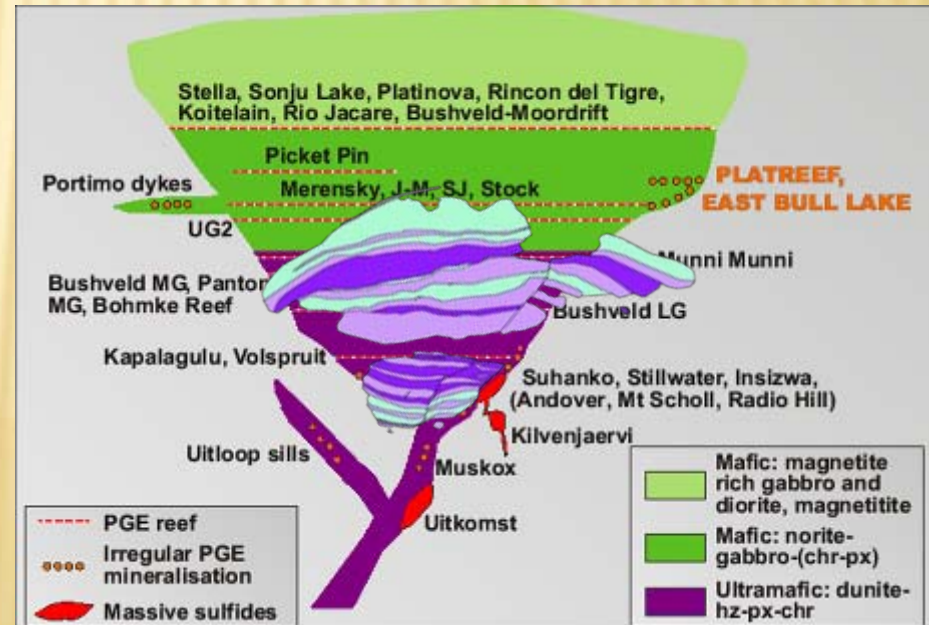 Stella, Sonju Lake, Platinova, Rincon del Tigre,
Koitelain, Rio Jacare, Bushveld-Moordrift
Picket Pin
Portimo dykes
Merensky, J-M, SJ, Stock
PLATREEF,
EAST BULL LAKE
UG2
Munni Munni
Bushveld MG, Panton
MG, Bohmke Reef
Bushveld LG
Kapalagulu, Volspruit
Suhanko, Stillwater, Insizwa,
(Andover, Mt Scholl, Radio Hill)
Kilvenjaervi
Uitloop sills
Muskox
Uitkomst
PGE reef
Irregular PGE
mineralisation
Massive sulfides
Mafic: magnetite
rich gabbro and
diorite, magnetitite
Mafic: norite-
gabbro-(chr-px)
Ultramafic: dunite-
hz-px-chr